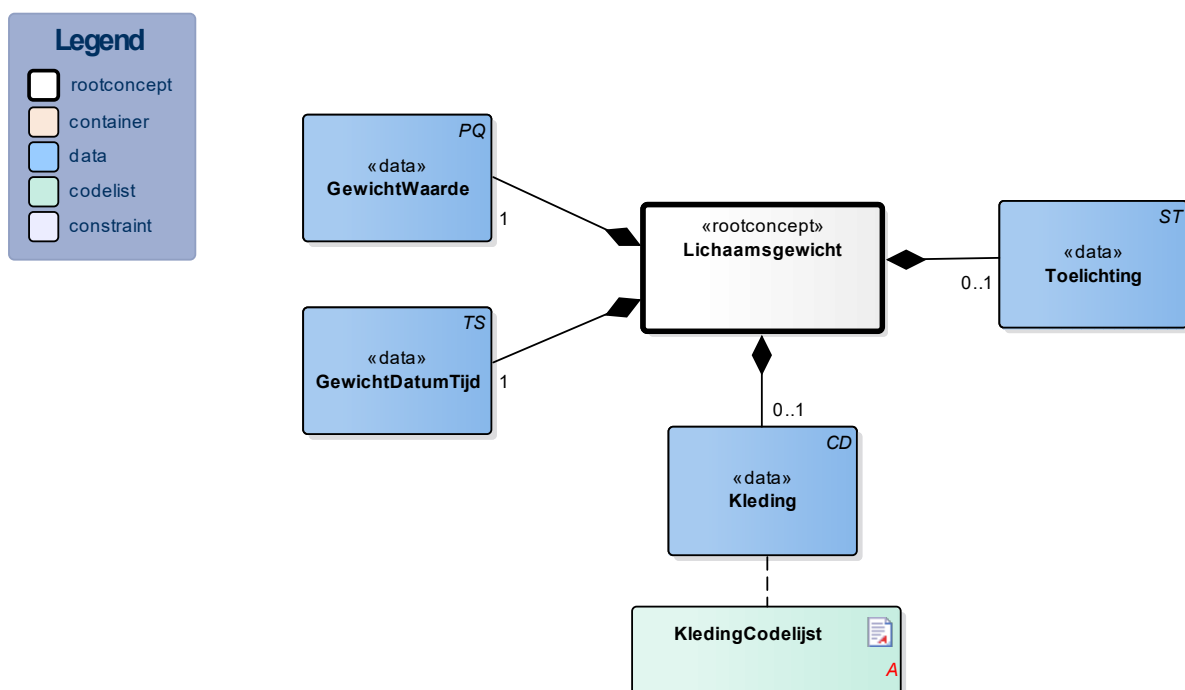 Legend
rootconcept
container
data
codelist
constraint
PQ
«data»
GewichtWaarde
1
«rootconcept»
Lichaamsgewicht
ST
«data»
Toelichting
0..1
TS
«data»
GewichtDatumTijd
1
0..1
CD
«data»
Kleding
KledingCodelijst
A